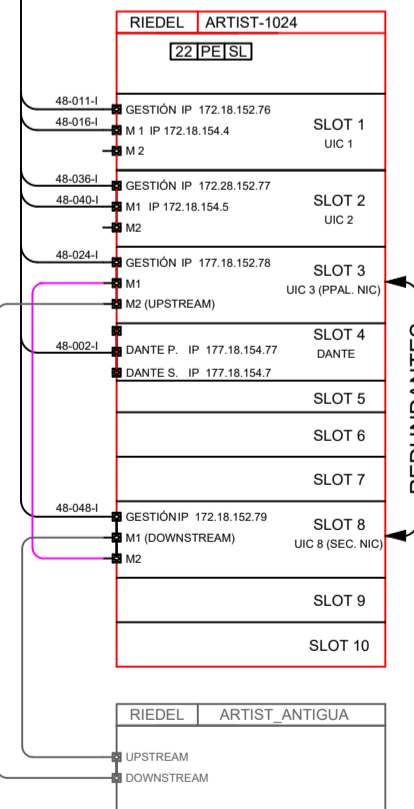 RIEDEL ARTIST-1024
22 PE SL
48-011-I GESTIÓN IP 172.18.152.76
48-016-I M 1 IP 172.18.154.4
M 2
SLOT 1
UIC 1
48-036-I GESTIÓN IP 172.28.152.77
48-040-I M1 IP 172.18.154.5
M2
SLOT 2
UIC 2
48-024-I GESTIÓN IP 177.18.152.78
M1
M2 (UPSTREAM)
SLOT 3
UIC 3 (PPAL. NIC)
SLOT 4
DANTE
48-002-I DANTE P. IP 177.18.154.77
DANTE S. IP 177.18.154.7
SLOT 5
SLOT 6
SLOT 7
48-048-I GESTIÓN IP 172.18.152.79
M1 (DOWNSTREAM)
M2
SLOT 8
UIC 8 (SEC. NIC)
REDUNDANTES
SLOT 9
SLOT 10
RIEDEL ARTIST_ANTIGUA
UPSTREAM
DOWNSTREAM